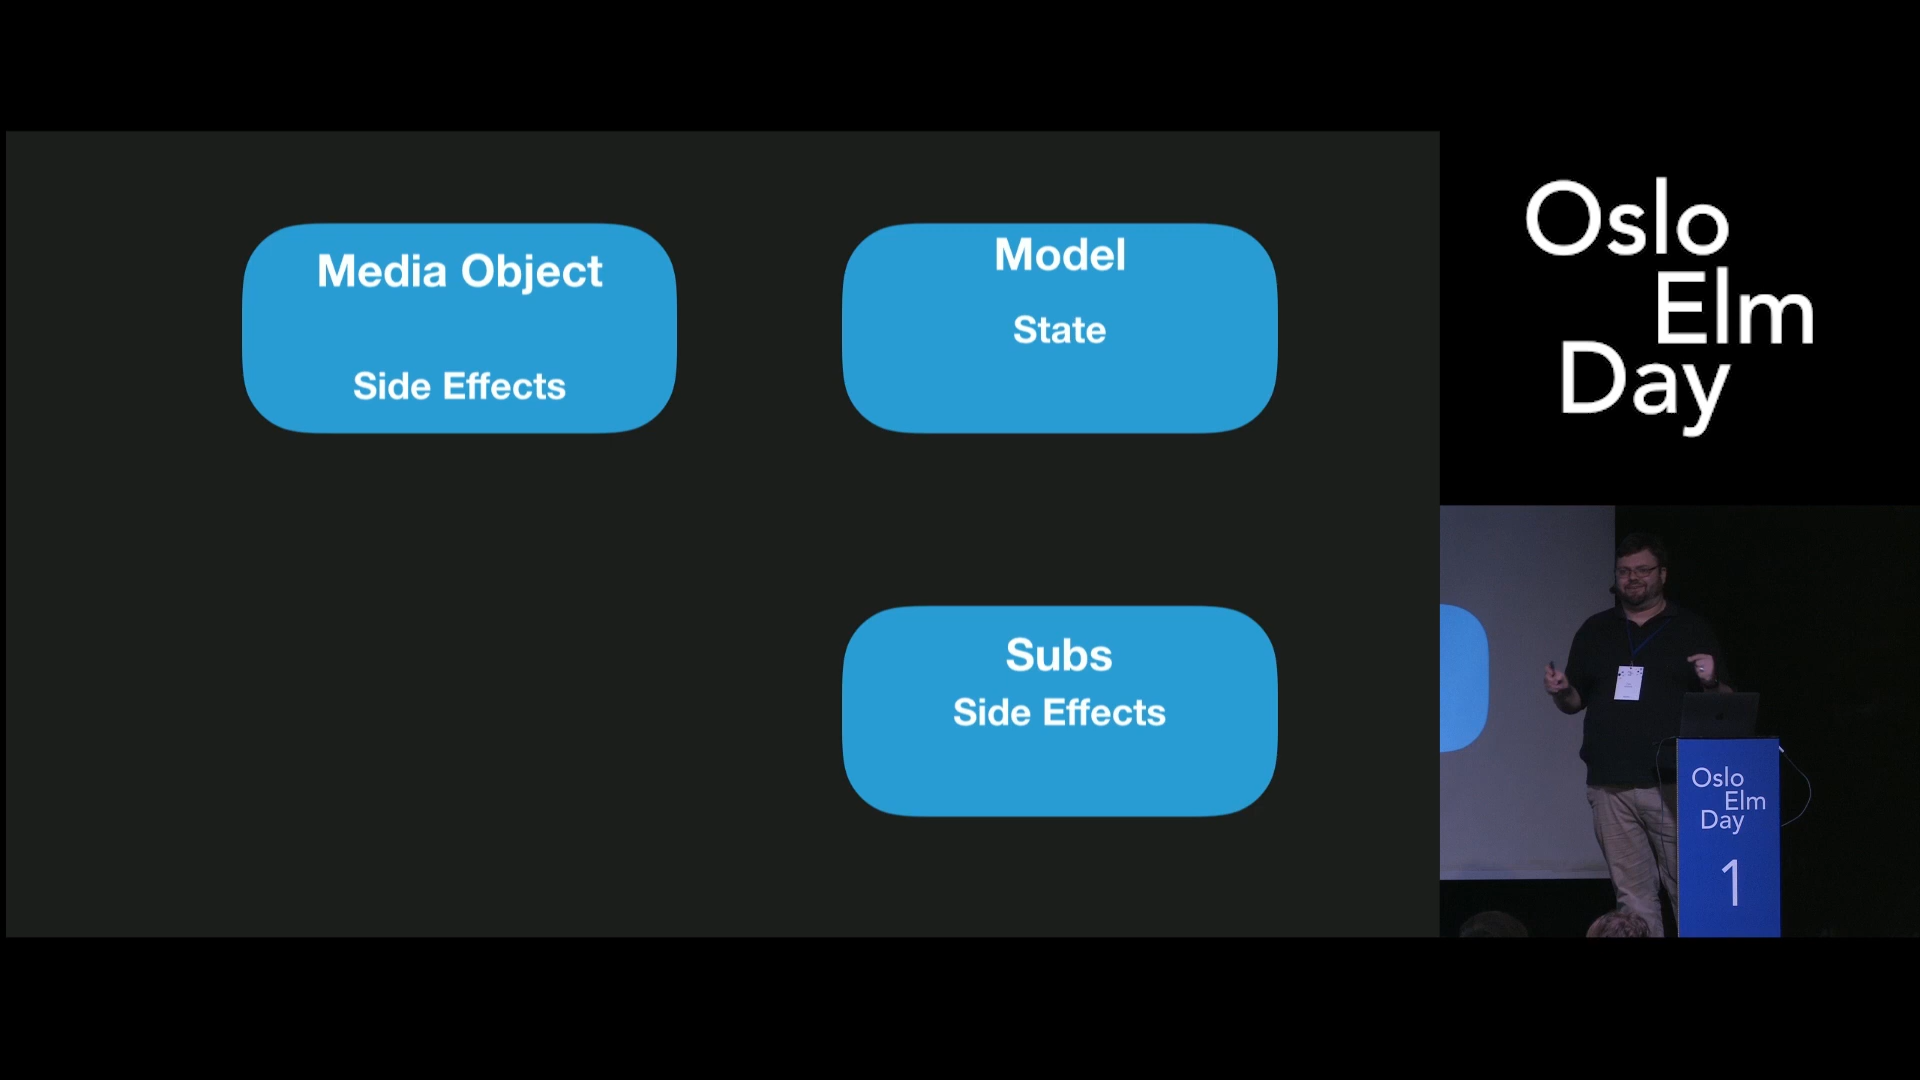 Media Object
Side Effects
Model
State
Subs
Side Effects
Oslo
Elm
Day
Oslo
Elm
Day
1